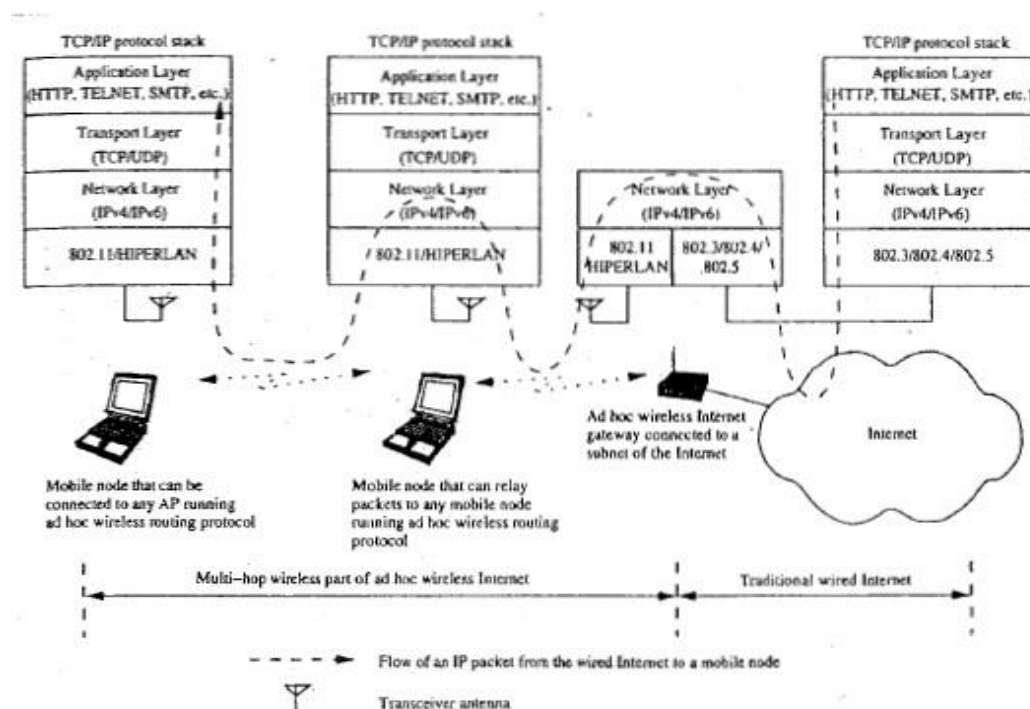 TCP/IP protocol stack
Application Layer
(HTTP, TELNET, SMTP, etc.)
Transport Layer
(TCP/UDP)
Network Layer
(IPv4/IPv6)
802.11/HIPERLAN
TCP/IP protocol stack
Application Layer
(HTTP, TELNET, SMTP, etc.)
Transport Layer
(TCP/UDP)
Network Layer
(IPv4/IPv6)
802.11/HIPERLAN
Network Layer
(IPv4/IPv6)
802.11
HIPERLAN
802.3/802.4/
802.5
TCP/IP protocol stack
Application Layer
(HTTP, TELNET, SMTP, etc.)
Transport Layer
(TCP/UDP)
Network Layer
(IPv4/IPv6)
802.3/802.4/802.5
Mobile node that can be
connected to any AP running
ad hoc wireless routing protocol
Mobile node that can relay
packets to any mobile node
running ad hoc wireless routing
protocol
Ad hoc wireless Internet
gateway connected to a
subnet of the Internet
Internet
Multi-hop wireless part of ad hoc wireless Internet
Traditional wired Internet
Flow of an IP packet from the wired Internet to a mobile node
Transceiver antenna